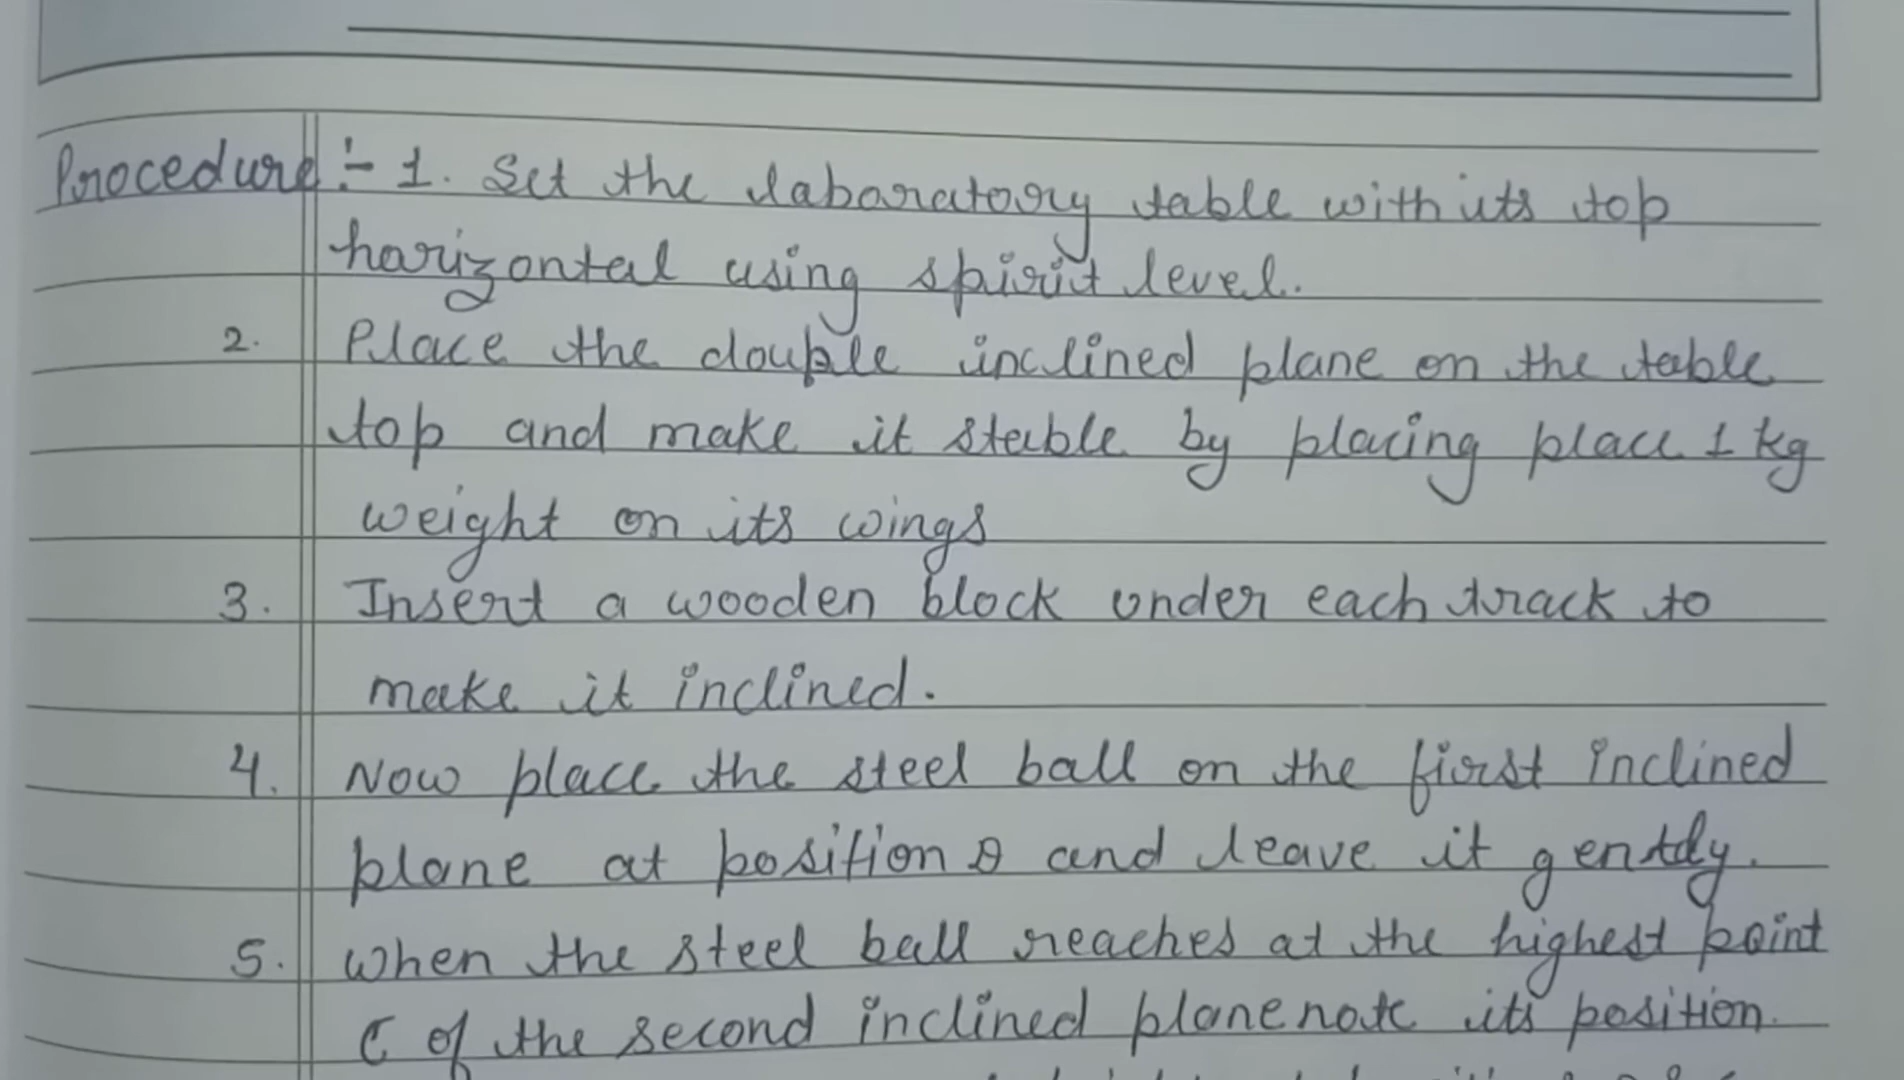 Procedure :- 1. Set the labaratory table with its top
harizontal using spirit level.
2. Place the double inclined plane on the table
top and make it stable by placing place 1 kg
weight on its wings
3. Insert a wooden block under each track to
make it inclined.
4. Now place the steel ball on the first inclined
plane at position and leave it gently.
5. When the steel ball reaches at the highest point
C of the second inclined plane note its position.